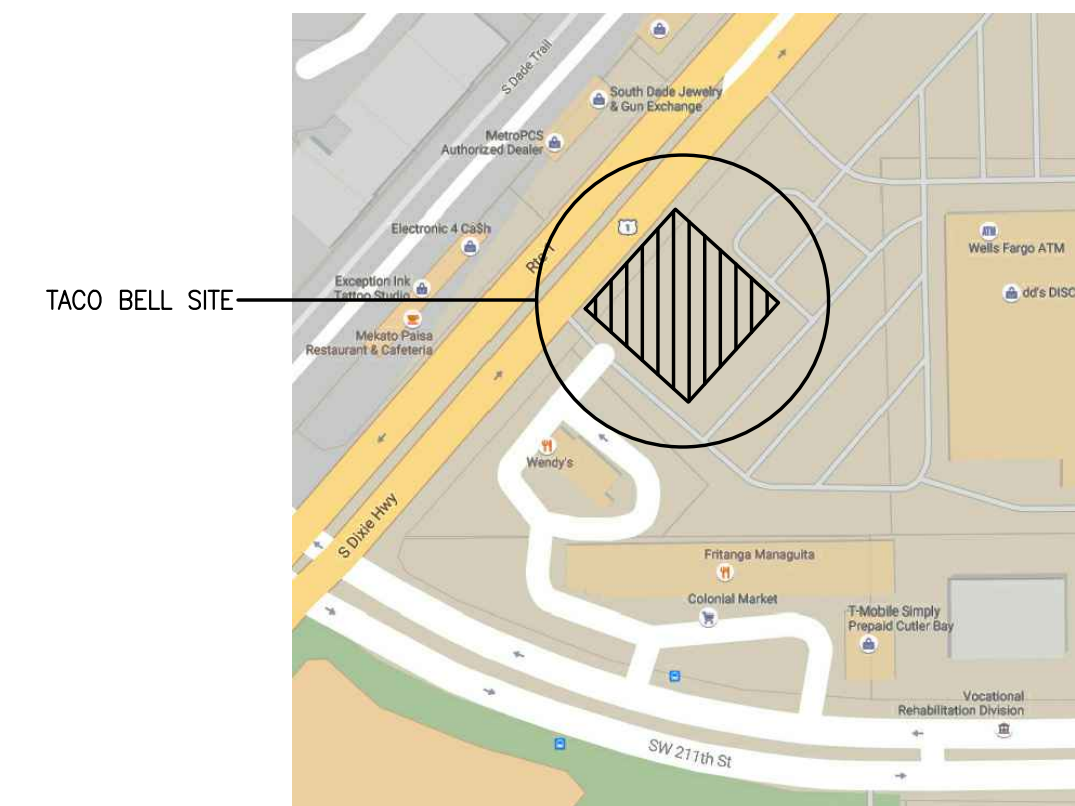 S Dade Trail
South Dade Jewelry
& Gun Exchange
MetroPCS
Authorized Dealer
Electronic 4 Ca$h
1
Rte 1
ATM
Wells Fargo ATM
Exception Ink
Tattoo Studio
dd's DISC
TACO BELL SITE
Mekato Paisa
Restaurant & Cafeteria
Wendy's
S Dixie Hwy
Fritanga Managuita
Colonial Market
T-Mobile Simply
Prepaid Cutler Bay
Vocational
Rehabilitation Division
SW 211th St